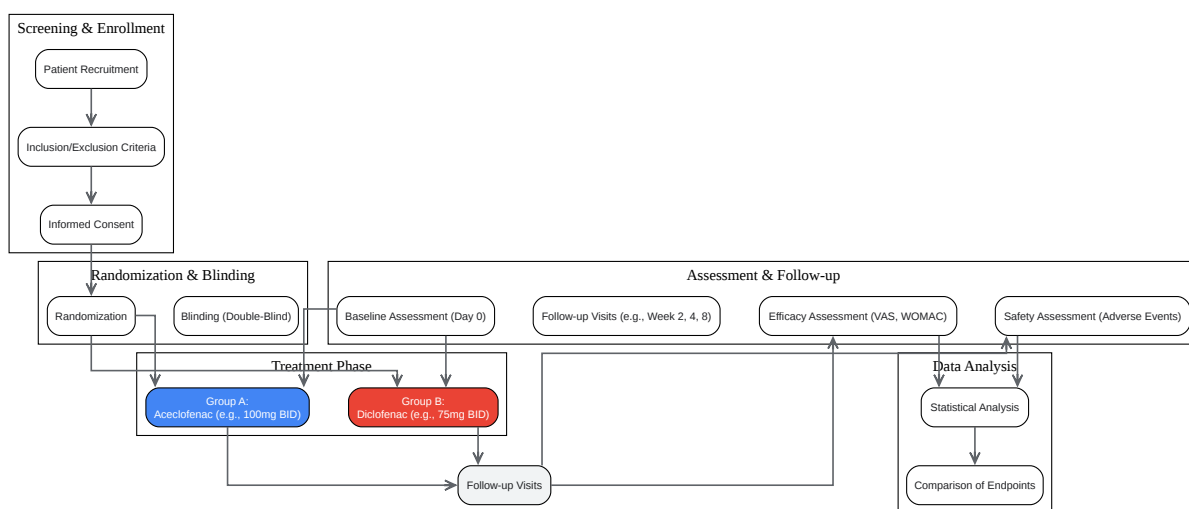 Screening & Enrollment
Patient Recruitment
Inclusion/Exclusion Criteria
Informed Consent
Randomization & Blinding
Assessment & Follow-up
Randomization
Blinding (Double-Blind)
Baseline Assessment (Day 0)
Follow-up Visits (e.g., Week 2, 4, 8)
Efficacy Assessment (VAS, WOMAC)
Safety Assessment (Adverse Events)
Treatment Phase
Data Analysis
Group A:
Aceclofenac (e.g., 100mg BID)
Group B:
Diclofenac (e.g., 75mg BID)
Statistical Analysis
Follow-up Visits
Comparison of Endpoints